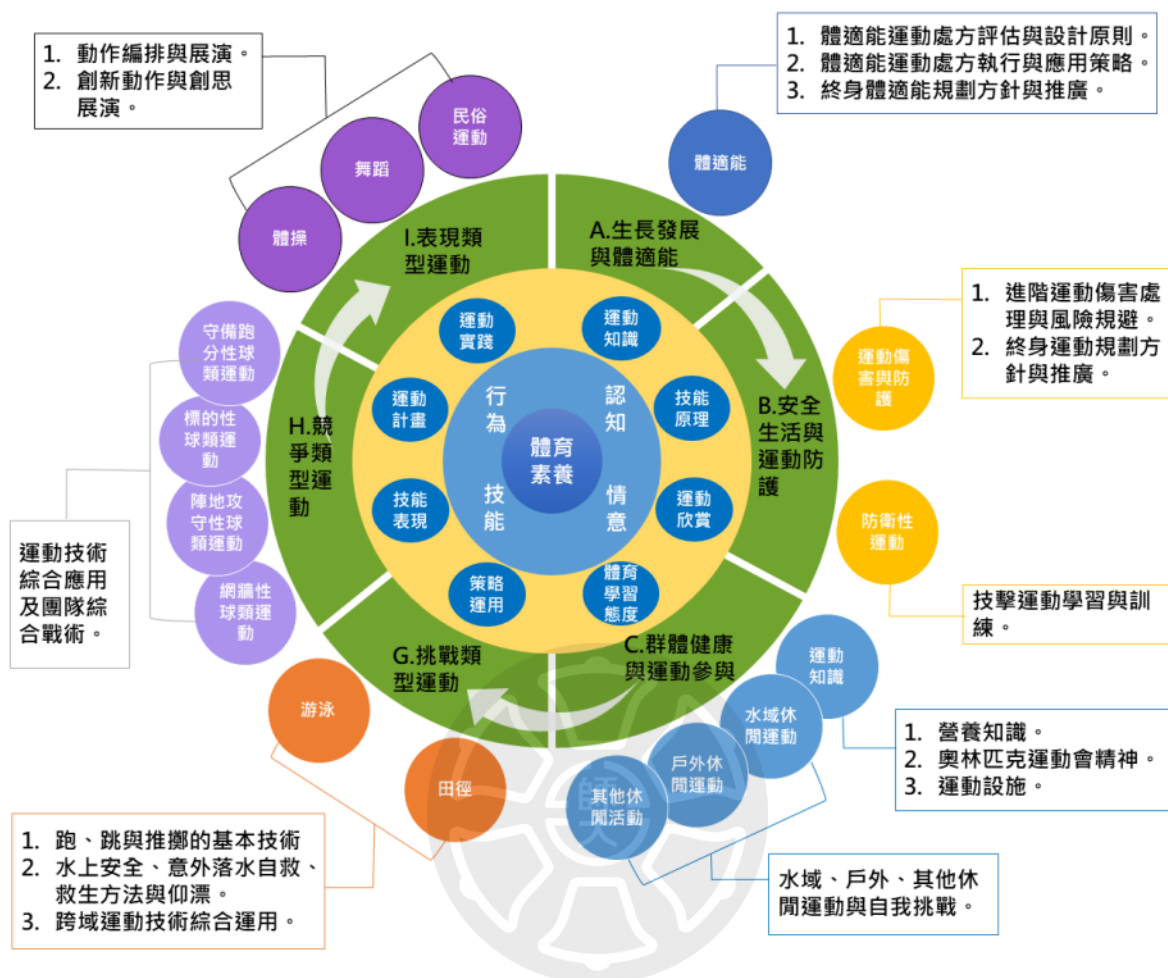 1. 動作編排與展演。
2. 創新動作與創思
展演。
民俗
運動
舞蹈
體操
1. 體適能運動處方評估與設計原則。
2. 體適能運動處方執行與應用策略。
3. 終身體適能規劃方針與推廣。
體適能
I.表現類
型運動
A.生長發展
與體適能
1. 進階運動傷害處
理與風險規避。
2. 終身運動規劃方
針與推廣。
運動傷
害與防
護
B.安全
生活與
運動防
護
防衛性
運動
技擊運動學習與訓
練。
守備跑
分性球
類運動
標的性
球類運
動
陣地攻
守性球
類運動
網牆性
球類運
動
運動技術
綜合應用
及團隊綜
合戰術。
H.競
爭類
型運
動
運動
實踐
運動
知識
運動
計畫
技能
原理
技能
表現
運動
欣賞
策略
運用
體育
學習
態度
行為
認知
技能
情意
體育
素養
G.挑戰類
型運動
C.群體健康
與運動參與
游泳
田徑
1. 跑、跳與推擲的基本技術
2. 水上安全、意外落水自救、
救生方法與仰漂。
3. 跨域運動技術綜合運用。
運動
知識
水域休
閒運動
戶外休
閒運動
其他休
閒活動
1. 營養知識。
2. 奧林匹克運動會精神。
3. 運動設施。
水域、戶外、其他休
閒運動與自我挑戰。